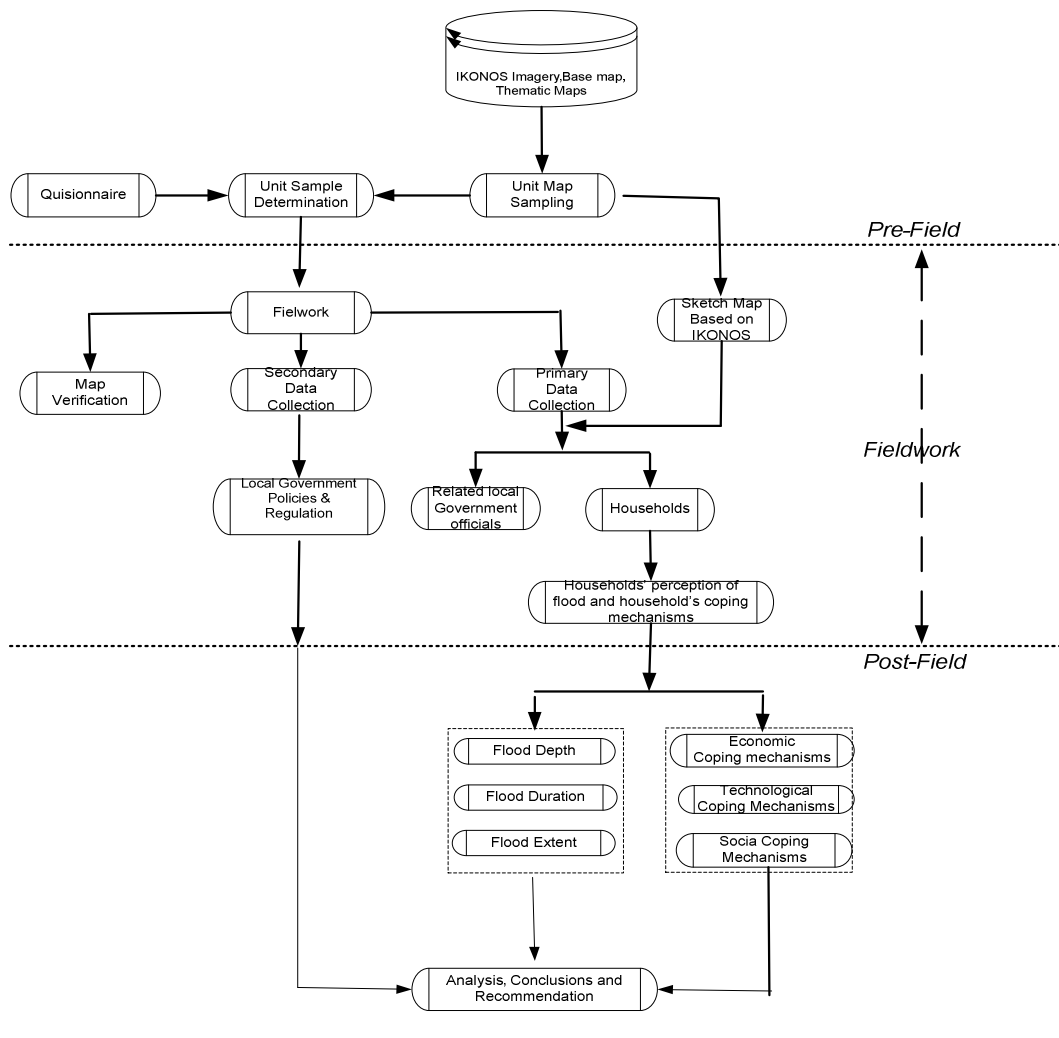 IKONOS Imagery,Base map,
Thematic Maps
Quisionnaire
Unit Sample
Determination
Unit Map
Sampling
Pre-Field
Fielwork
Sketch Map
Based on
IKONOS
Map
Verification
Secondary
Data
Collection
Primary
Data
Collection
Fieldwork
Local Government
Policies &
Regulation
Related local
Government
officials
Households
Households' perception of
flood and household's coping
mechanisms
Post-Field
Flood Depth
Flood Duration
Flood Extent
Economic
Coping mechanisms
Technological
Coping Mechanisms
Socia Coping
Mechanisms
Analysis, Conclusions and
Recommendation